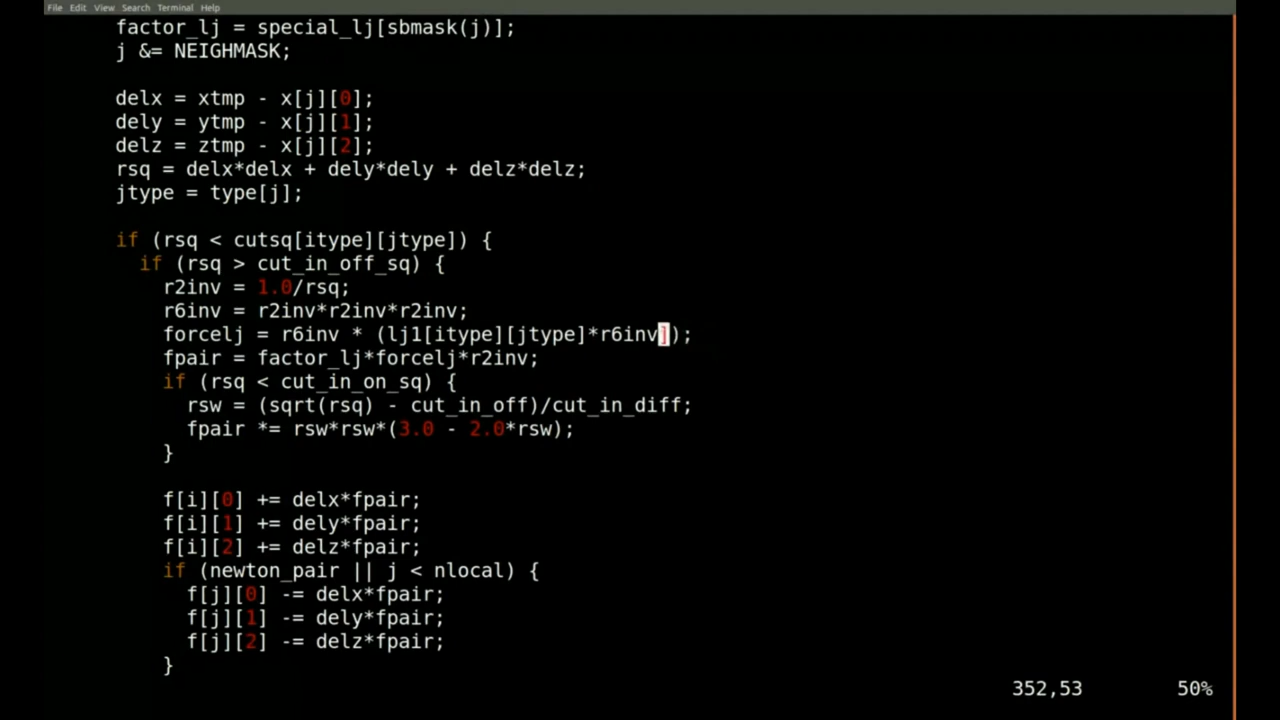 File Edit View Search Terminal Help
factor_lj = special_lj[sbmask(j)];
j &= NEIGHMASK;
delx = xtmp - x[j][0];
dely = ytmp - x[j][1];
delz = ztmp - x[j][2];
rsq = delx*delx + dely*dely + delz*delz;
jtype = type[j];
if (rsq < cutsq[itype][jtype]) {
if (rsq > cut_in_off_sq) {
r2inv = 1.0/rsq;
r6inv = r2inv*r2inv*r2inv;
forcelj = r6inv * (lj1[itype][jtype]*r6inv]);
fpair = factor_lj*forcelj*r2inv;
if (rsq < cut_in_on_sq) {
rsw = (sqrt(rsq) - cut_in_off)/cut_in_diff;
fpair *= rsw*rsw*(3.0 - 2.0*rsw);
}
f[i][0] += delx*fpair;
f[i][1] += dely*fpair;
f[i][2] += delz*fpair;
if (newton_pair || j < nlocal) {
f[j][0] -= delx*fpair;
f[j][1] -= dely*fpair;
f[j][2] -= delz*fpair;
}
352,53 50%